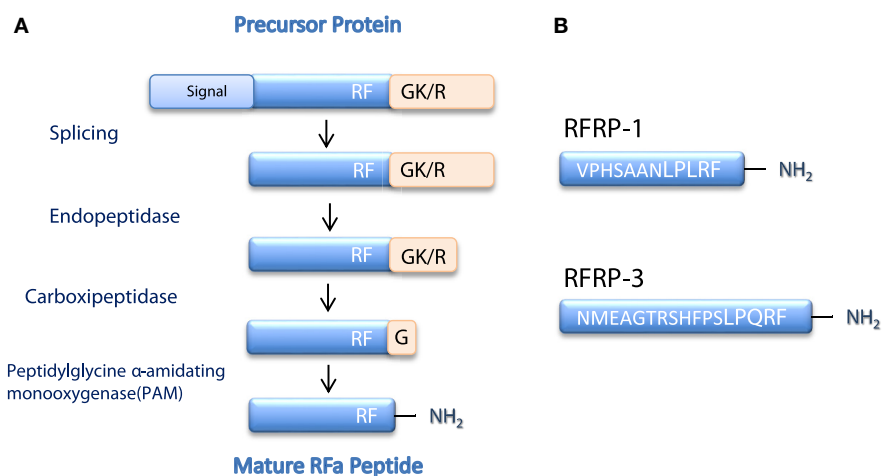 A
Precursor Protein
Signal RF GK/R
Splicing
RF GK/R
Endopeptidase
RF GK/R
Carboxipeptidase
RF G
Peptidylglycine α-amidating
monooxygenase(PAM)
RF NH₂
Mature RFa Peptide
B
RFRP-1
VPHSAANLPLRF NH₂
RFRP-3
NMEAGTRSHFPSLPQRF NH₂